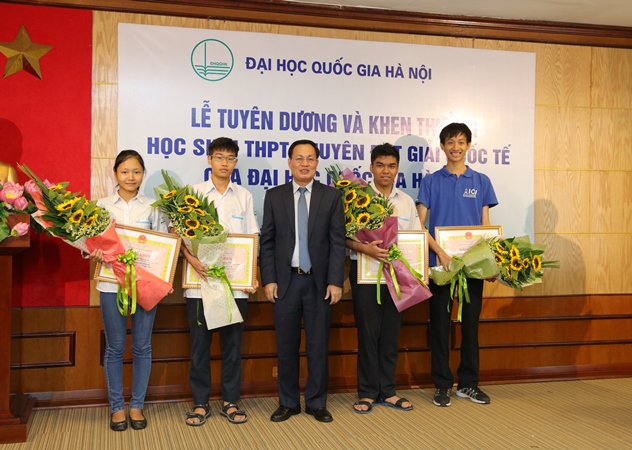 ĐẠI HỌC QUỐC GIA HÀ NỘI
LỄ TUYÊN DƯƠNG VÀ KHEN THƯỞNG
HỌC SINH THPT CHUYÊN ĐẠT GIẢI QUỐC TẾ
CỦA ĐẠI HỌC QUỐC GIA HÀ NỘI